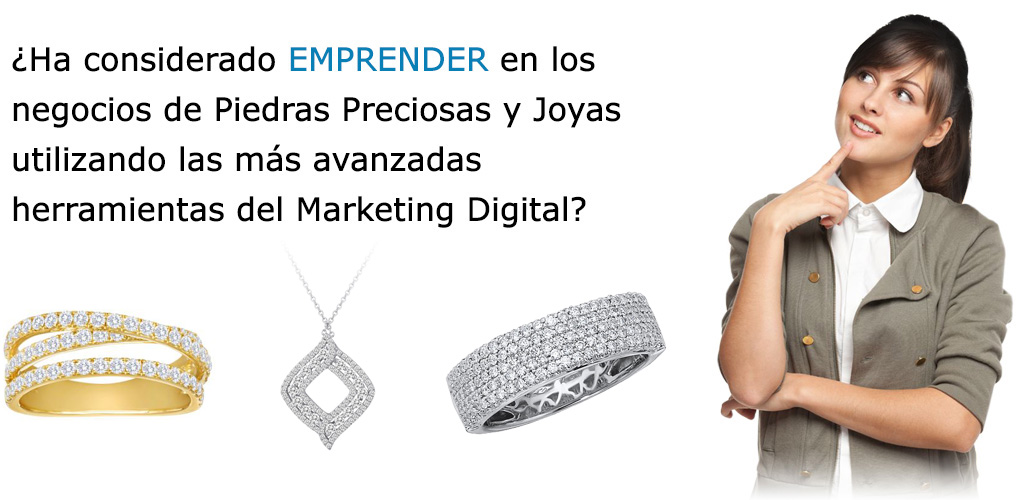 ¿Ha considerado EMPRENDER en los
negocios de Piedras Preciosas y Joyas
utilizando las más avanzadas
herramientas del Marketing Digital?